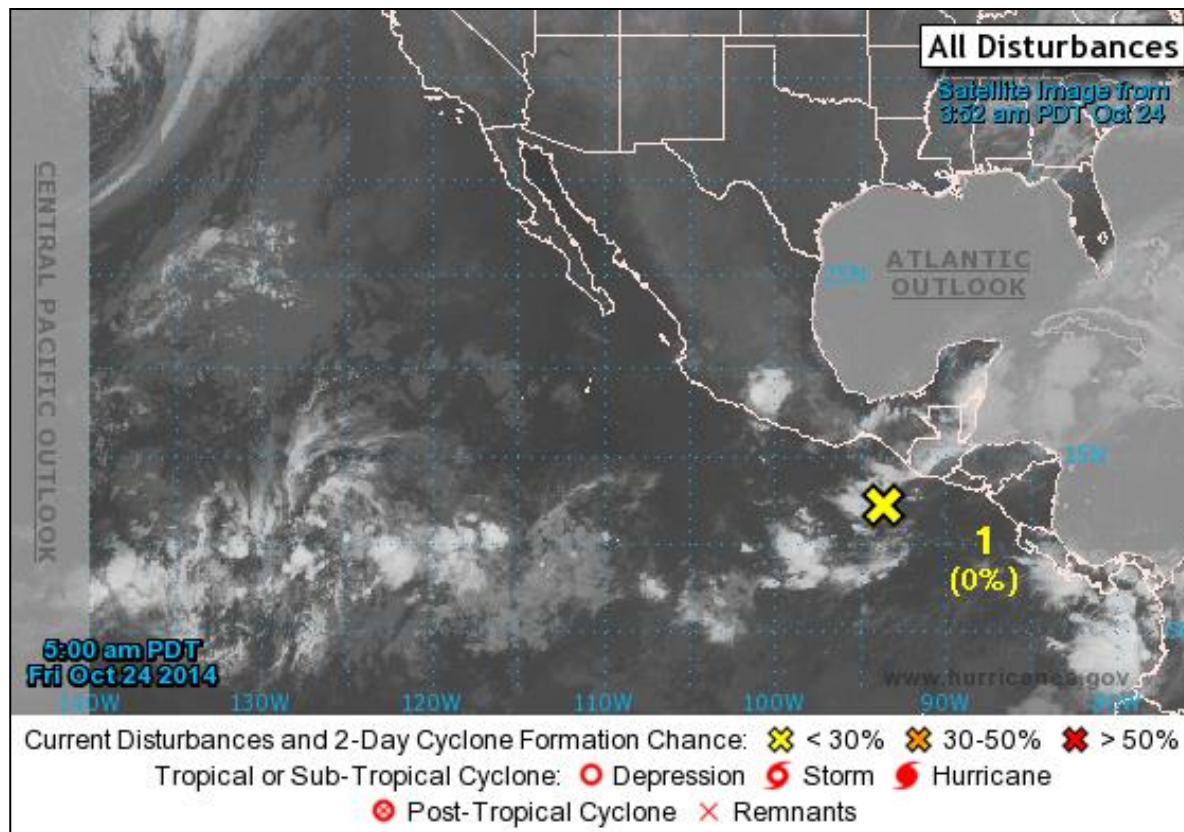 All Disturbances
Satellite Image from
3:52 am PDT Oct 24
CENTRAL PACIFIC OUTLOOK
ATLANTIC
OUTLOOK
25N
15N
1
(0%)
5:00 am PDT
Fri Oct 24 2014
www.hurricanes.gov
140W 130W 120W 110W 100W 90W 80W
Current Disturbances and 2-Day Cyclone Formation Chance: < 30% 30-50% > 50%
Tropical or Sub-Tropical Cyclone: Depression Storm Hurricane
Post-Tropical Cyclone Remnants